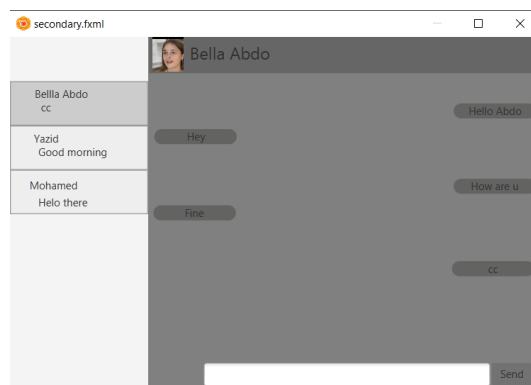 secondary.fxml
Bella Abdo
Bellla Abdo
cc
Yazid
Good morning
Mohamed
Helo there
Hello Abdo
Hey
How are u
Fine
cc
Send